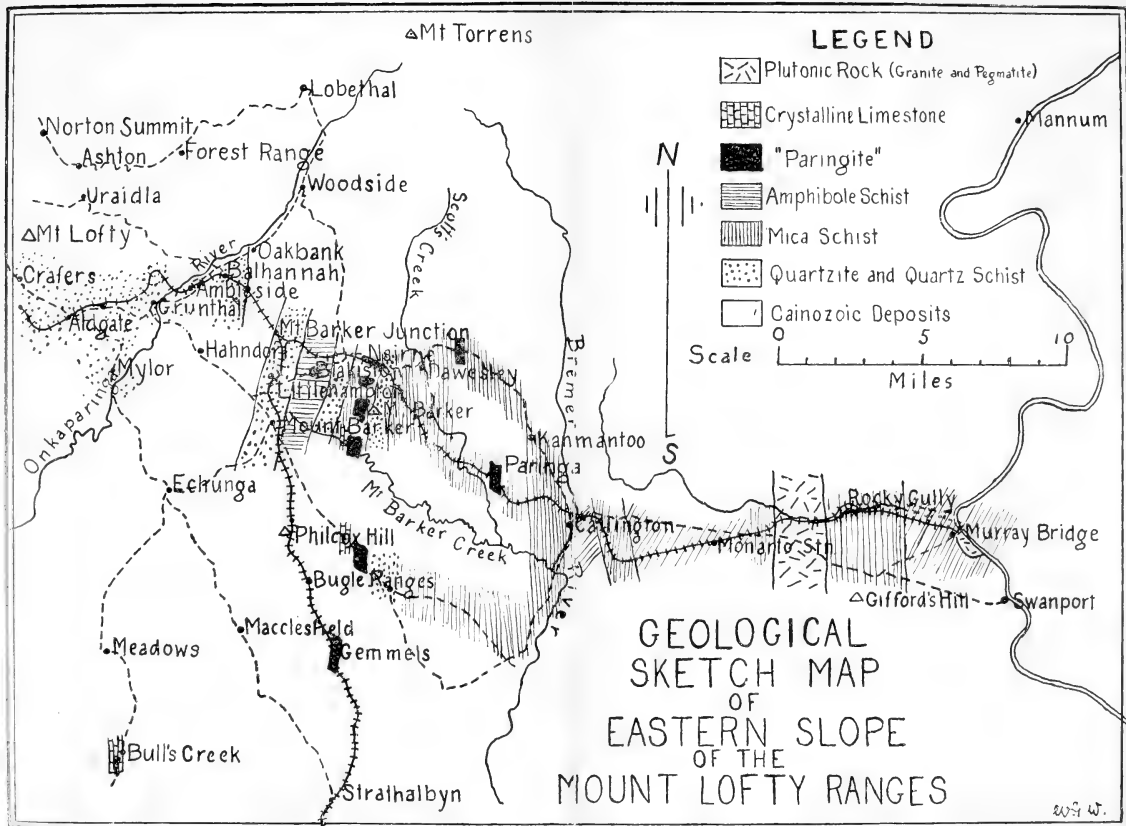 Mt Torrens
LEGEND
Plutonic Rock (Granite and Pegmatite)
Crystalline Limestone
"Paringite"
Amphibole Schist
Mica Schist
Quartzite and Quartz Schist
Cainozoic Deposits
Scale
0 5 10
Miles
N
S
Lobethal
Norton Summit
Ashton
Forest Range
Uraidla
Woodside
Mt Lofty
Crafers
River
Oakbank
Balhannah
Ambleside
Grunthal
Aldgate
Mylor
Onkaparinga
Hahndorf
Scott's
Creek
Bremer
River
Mannum
Mt Barker Junction
Nairne
Blakiston
Dawesley
Littlehampton
Mt Barker
Mount Barker
Kanmantoo
Paringa
Echunga
Mt Barker Creek
Callington
Monarto Stn
Rocky Gully
Murray Bridge
Philcox Hill
Bugle Ranges
Gifford's Hill
Swanport
Macclesfield
Meadows
Gemmels
Bull's Creek
Strathalbyn
GEOLOGICAL
SKETCH MAP
OF
EASTERN SLOPE
OF THE
MOUNT LOFTY RANGES
W.G.W.